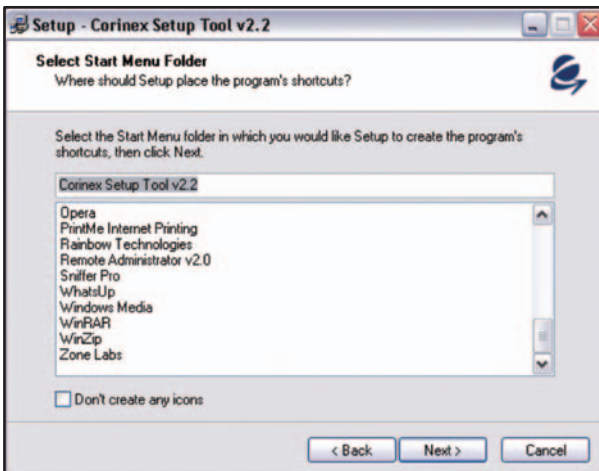 Setup - Corinex Setup Tool v2.2
Select Start Menu Folder
Where should Setup place the program's shortcuts?
Select the Start Menu folder in which you would like Setup to create the program's
shortcuts, then click Next.
Corinex Setup Tool v2.2
Opera
PrintMe Internet Printing
Rainbow Technologies
Remote Administrator v2.0
Sniffer Pro
WhatsUp
Windows Media
WinRAR
WinZip
Zone Labs
Don't create any icons
< Back
Next >
Cancel